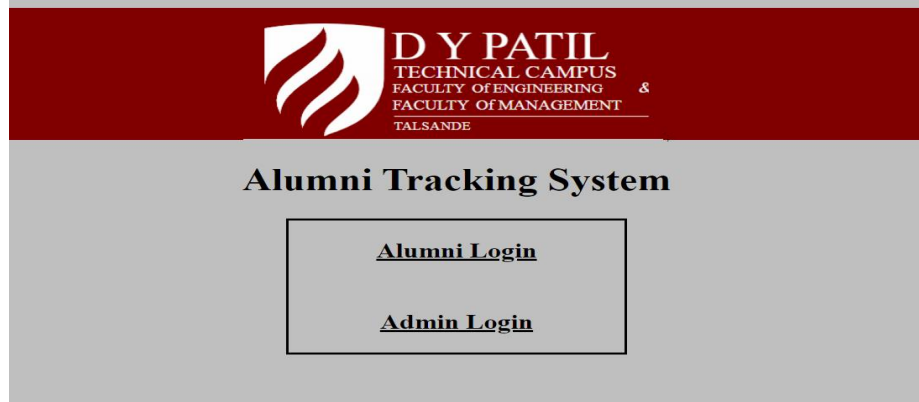 D Y PATIL
TECHNICAL CAMPUS
FACULTY Of ENGINEERING &
FACULTY Of MANAGEMENT
TALSANDE
Alumni Tracking System
Alumni Login
Admin Login